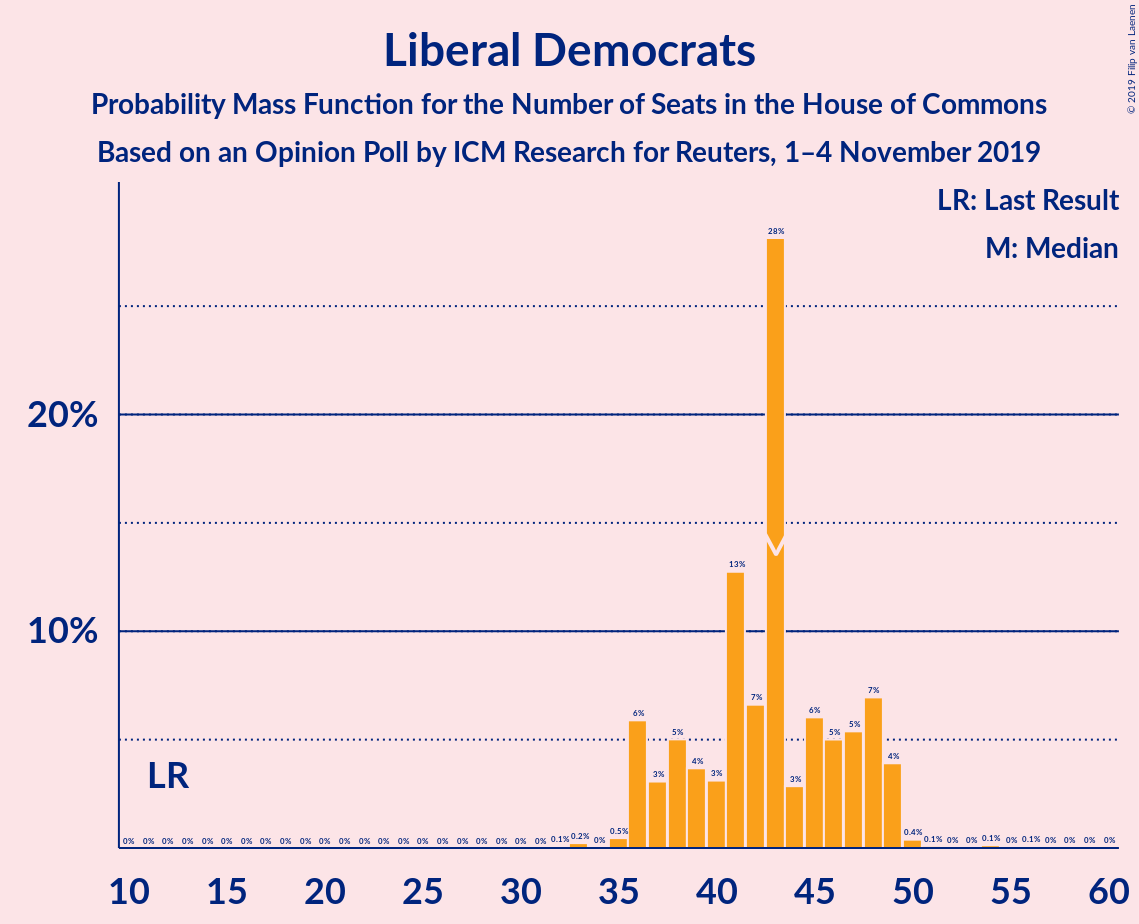 Liberal Democrats
Probability Mass Function for the Number of Seats in the House of Commons
Based on an Opinion Poll by ICM Research for Reuters, 1–4 November 2019
© 2019 Filip van Laenen
LR: Last Result
M: Median
20%
10%
LR
0% 0% 0% 0% 0% 0% 0% 0% 0% 0% 0% 0% 0% 0% 0% 0% 0% 0% 0% 0% 0% 0% 0.1% 0.2% 0% 0.5% 6% 3% 5% 4% 3% 13% 7% 28% 3% 6% 5% 5% 7% 4% 0.4% 0.1% 0% 0% 0.1% 0% 0.1% 0% 0% 0% 0%
10 15 20 25 30 35 40 45 50 55 60